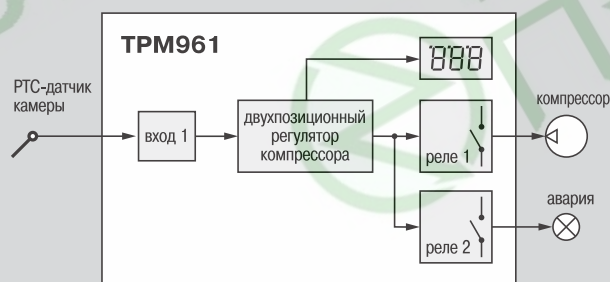 ТРМ961
РТС-датчик
камеры
вход 1
двухпозиционный
регулятор
компрессора
888
реле 1
компрессор
реле 2
авария